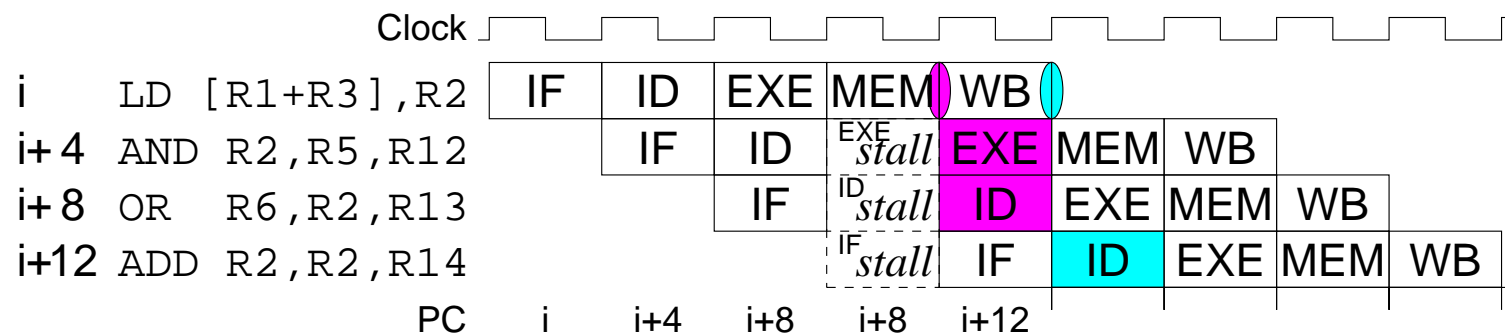 Clock
i LD [R1+R3],R2 IF ID EXE MEM WB
i+4 AND R2,R5,R12 IF ID EXE stall EXE MEM WB
i+8 OR R6,R2,R13 IF ID stall ID EXE MEM WB
i+12 ADD R2,R2,R14 IF stall IF ID EXE MEM WB
PC i i+4 i+8 i+8 i+12